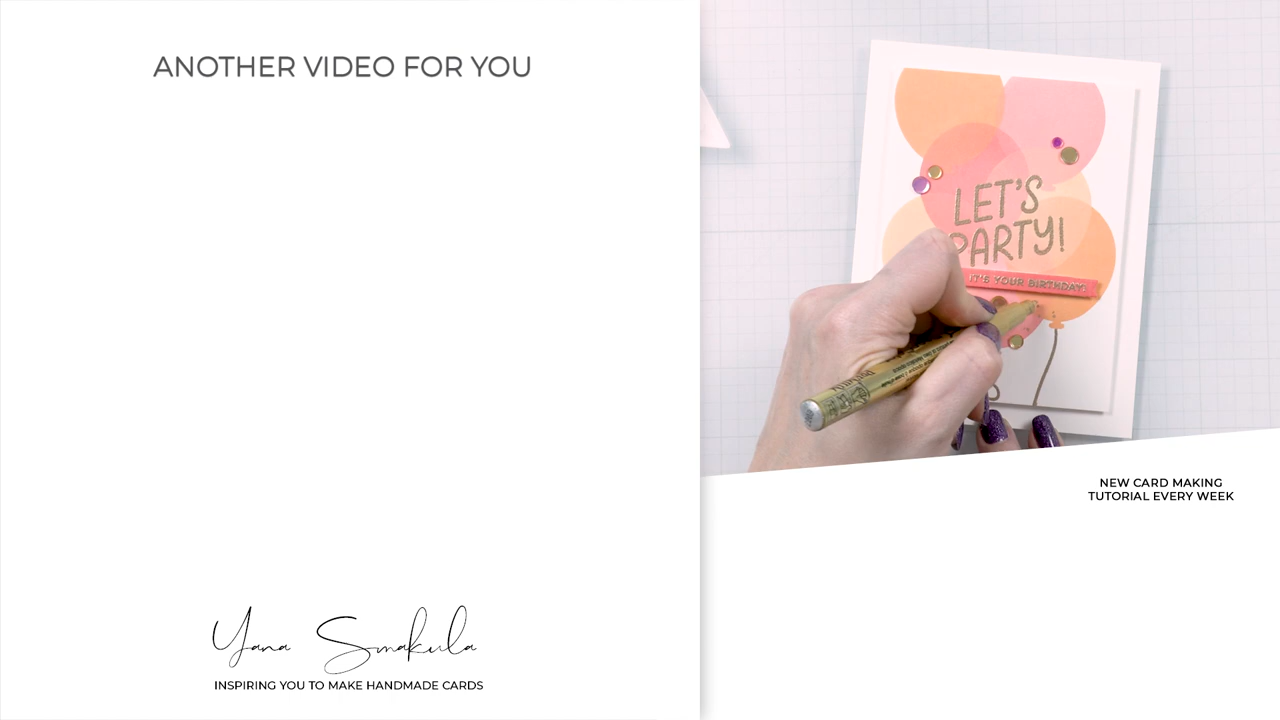 ANOTHER VIDEO FOR YOU
LET'S
PARTY!
IT'S YOUR BIRTHDAY!
NEW CARD MAKING
TUTORIAL EVERY WEEK
Yana Smakula
INSPIRING YOU TO MAKE HANDMADE CARDS